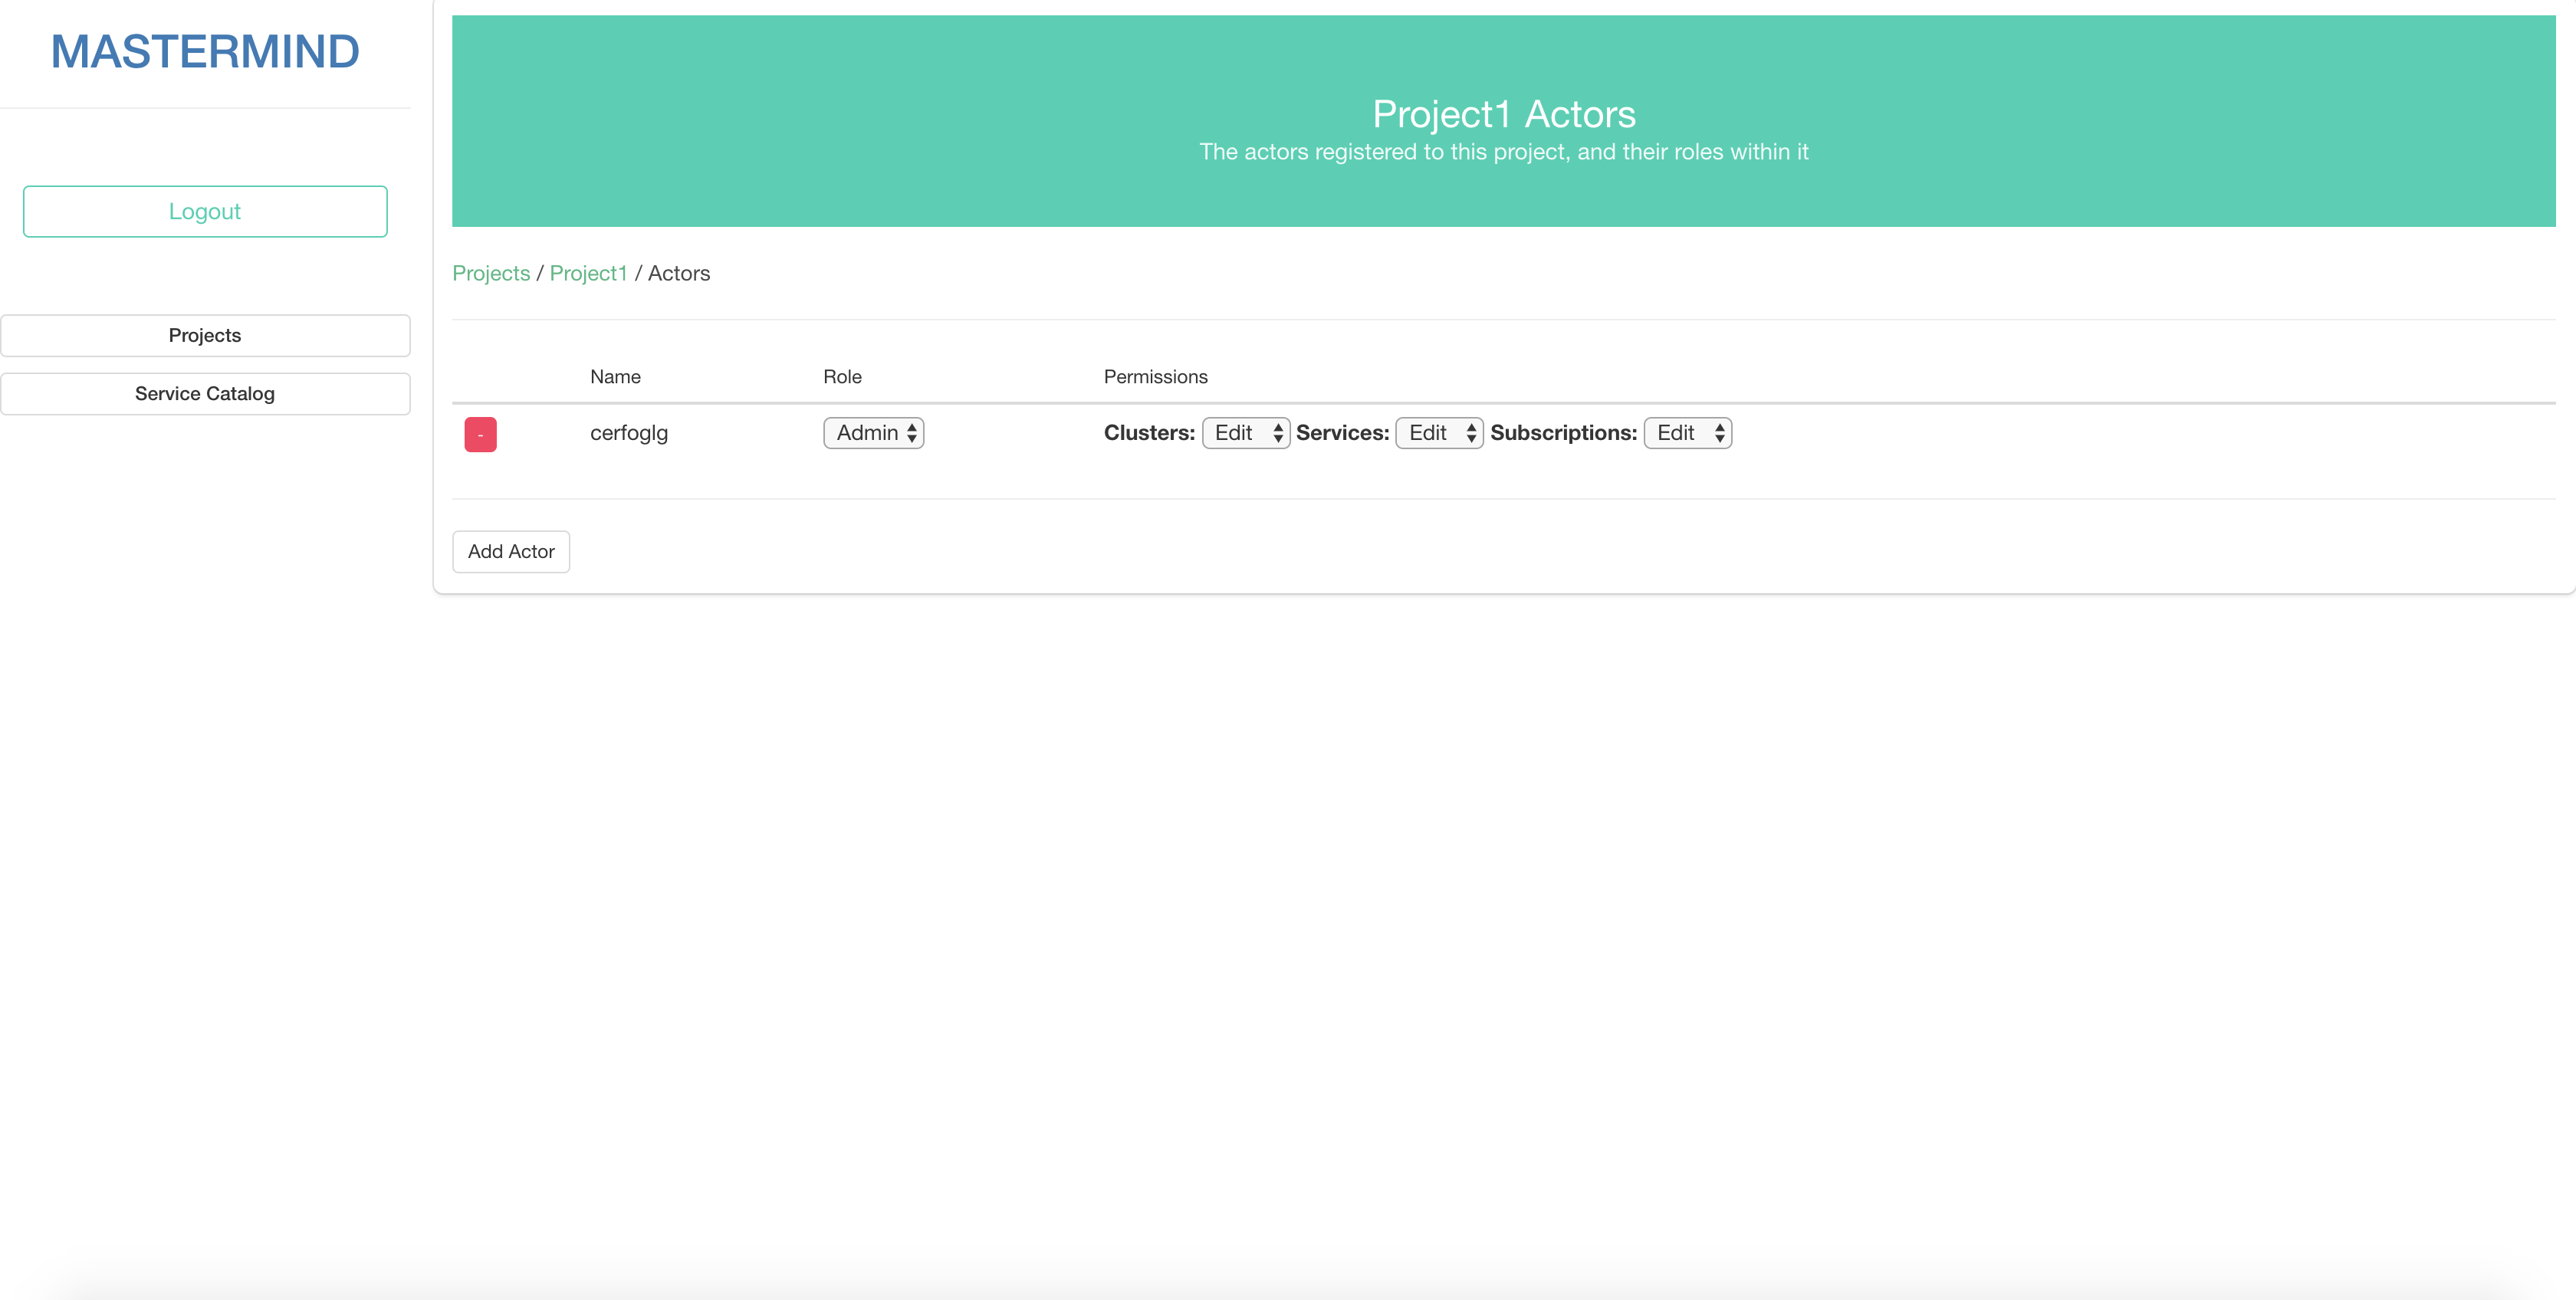 MASTERMIND
Logout
Projects
Service Catalog
Project1 Actors
The actors registered to this project, and their roles within it
Projects / Project1 / Actors
Name Role Permissions
- cerfoglg Admin Clusters: Edit Services: Edit Subscriptions: Edit
Add Actor